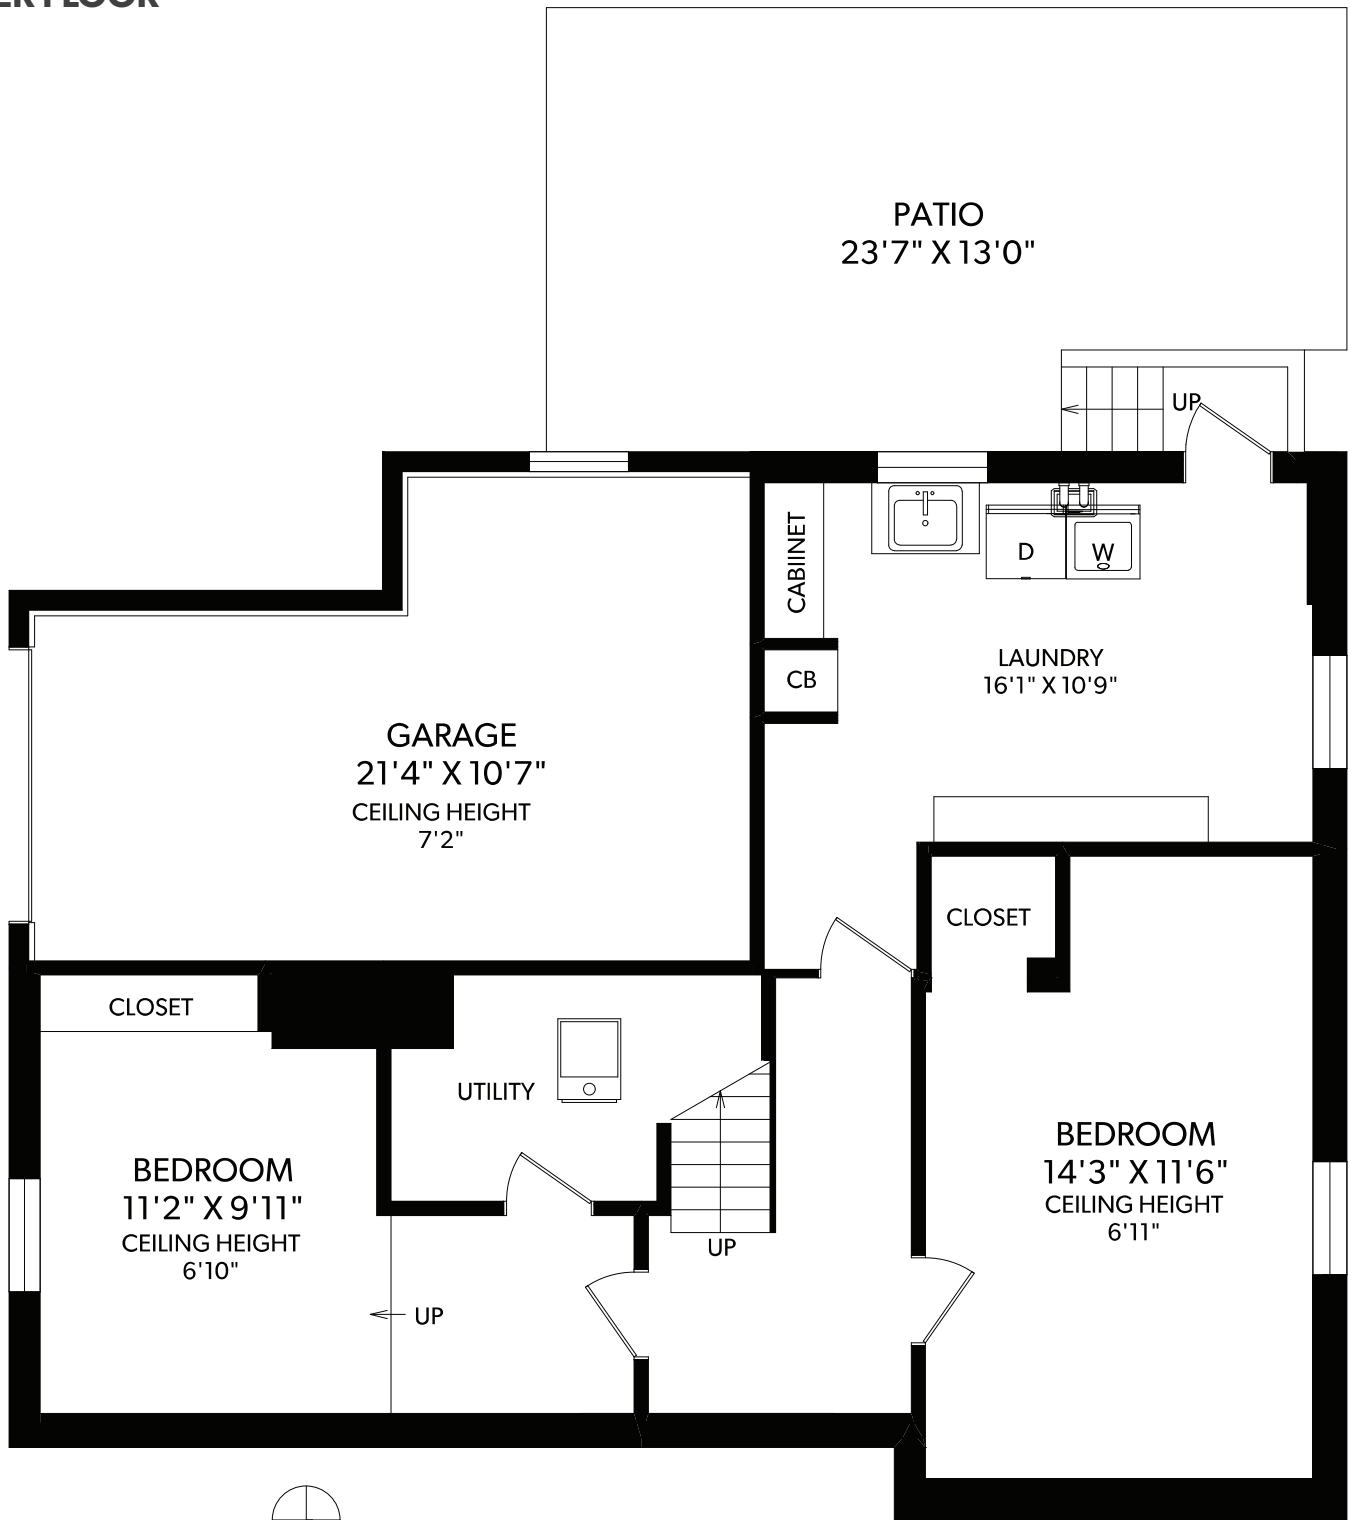 PATIO
23'7" X 13'0"
UP
CABIINET
D
W
CB
LAUNDRY
16'1" X 10'9"
GARAGE
21'4" X 10'7"
CEILING HEIGHT
7'2"
CLOSET
CLOSET
UTILITY
BEDROOM
11'2" X 9'11"
CEILING HEIGHT
6'10"
BEDROOM
14'3" X 11'6"
CEILING HEIGHT
6'11"
UP
UP